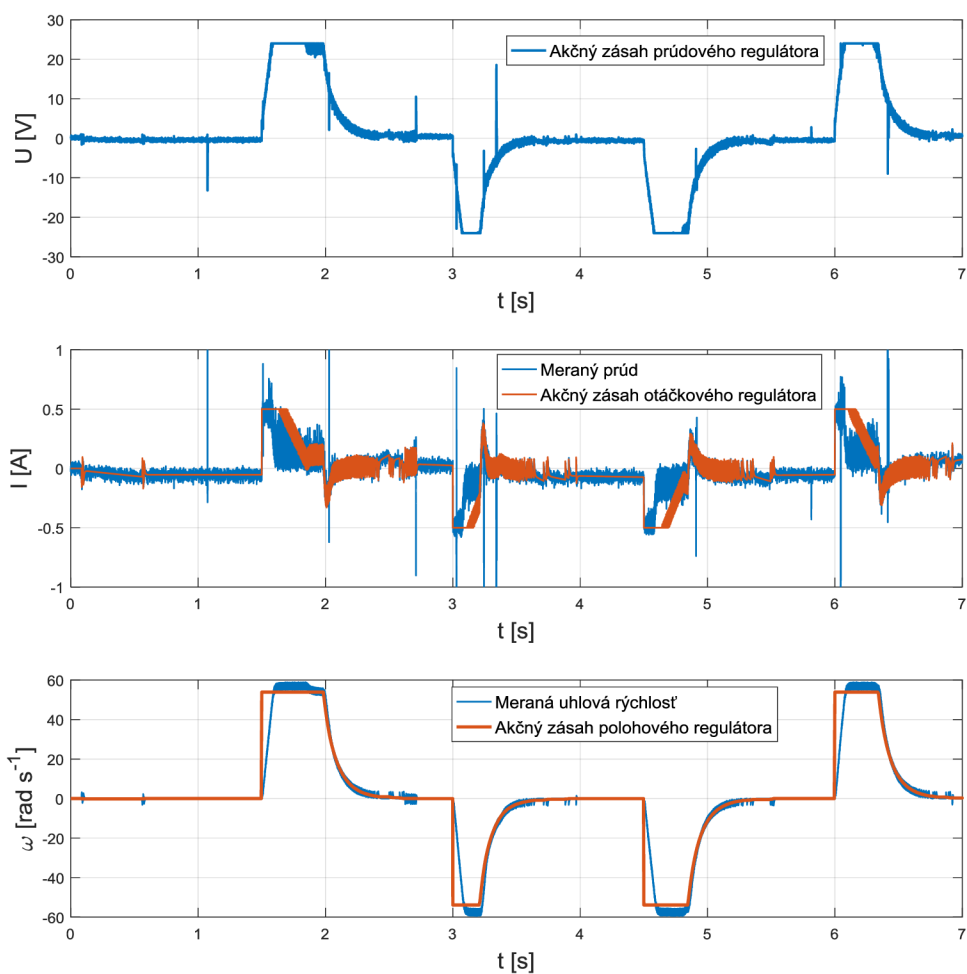 30
20
10
0
-10
-20
-30
U [V]
Akčný zásah prúdového regulátora
0 1 2 3 4 5 6 7
t [s]
1
0.5
0
-0.5
-1
I [A]
Meraný prúd
Akčný zásah otáčkového regulátora
0 1 2 3 4 5 6 7
t [s]
60
40
20
0
-20
-40
-60
ω [rad s⁻¹]
Meraná uhlová rýchlosť
Akčný zásah polohového regulátora
0 1 2 3 4 5 6 7
t [s]